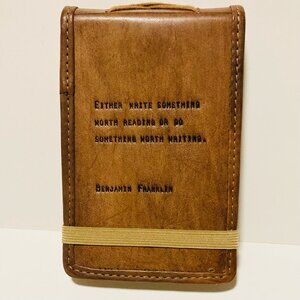 EITHER WRITE SOMETHING
WORTH READING OR DO
SOMETHING WORTH WRITING.
BENJAMIN FRANKLIN